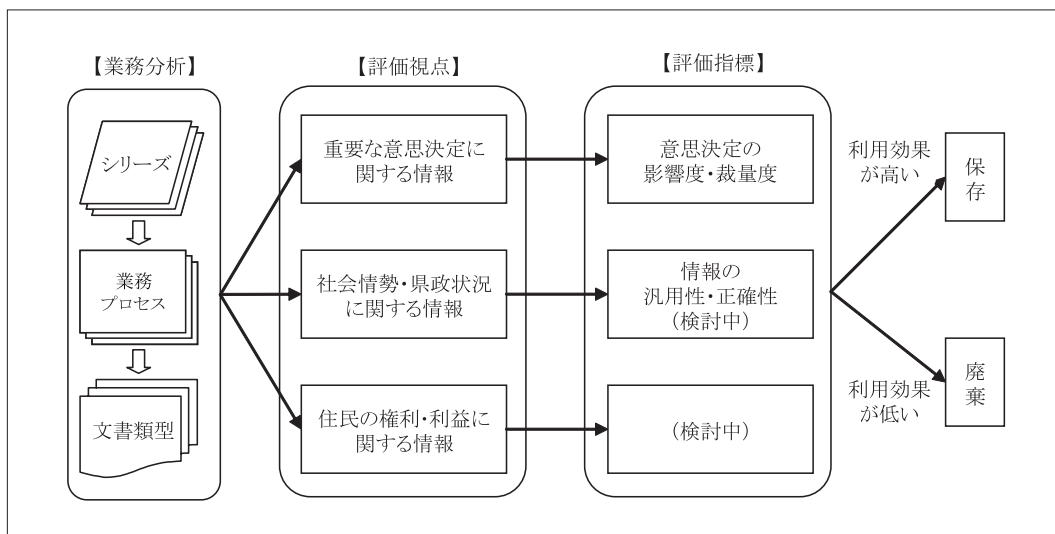 【業務分析】
シリーズ
業務
プロセス
文書類型
【評価視点】
重要な意思決定に
関する情報
社会情勢・県政状況
に関する情報
住民の権利・利益に
関する情報
【評価指標】
意思決定の
影響度・裁量度
情報の
汎用性・正確性
（検討中）
（検討中）
利用効果
が高い
保
存
利用効果
が低い
廃
棄